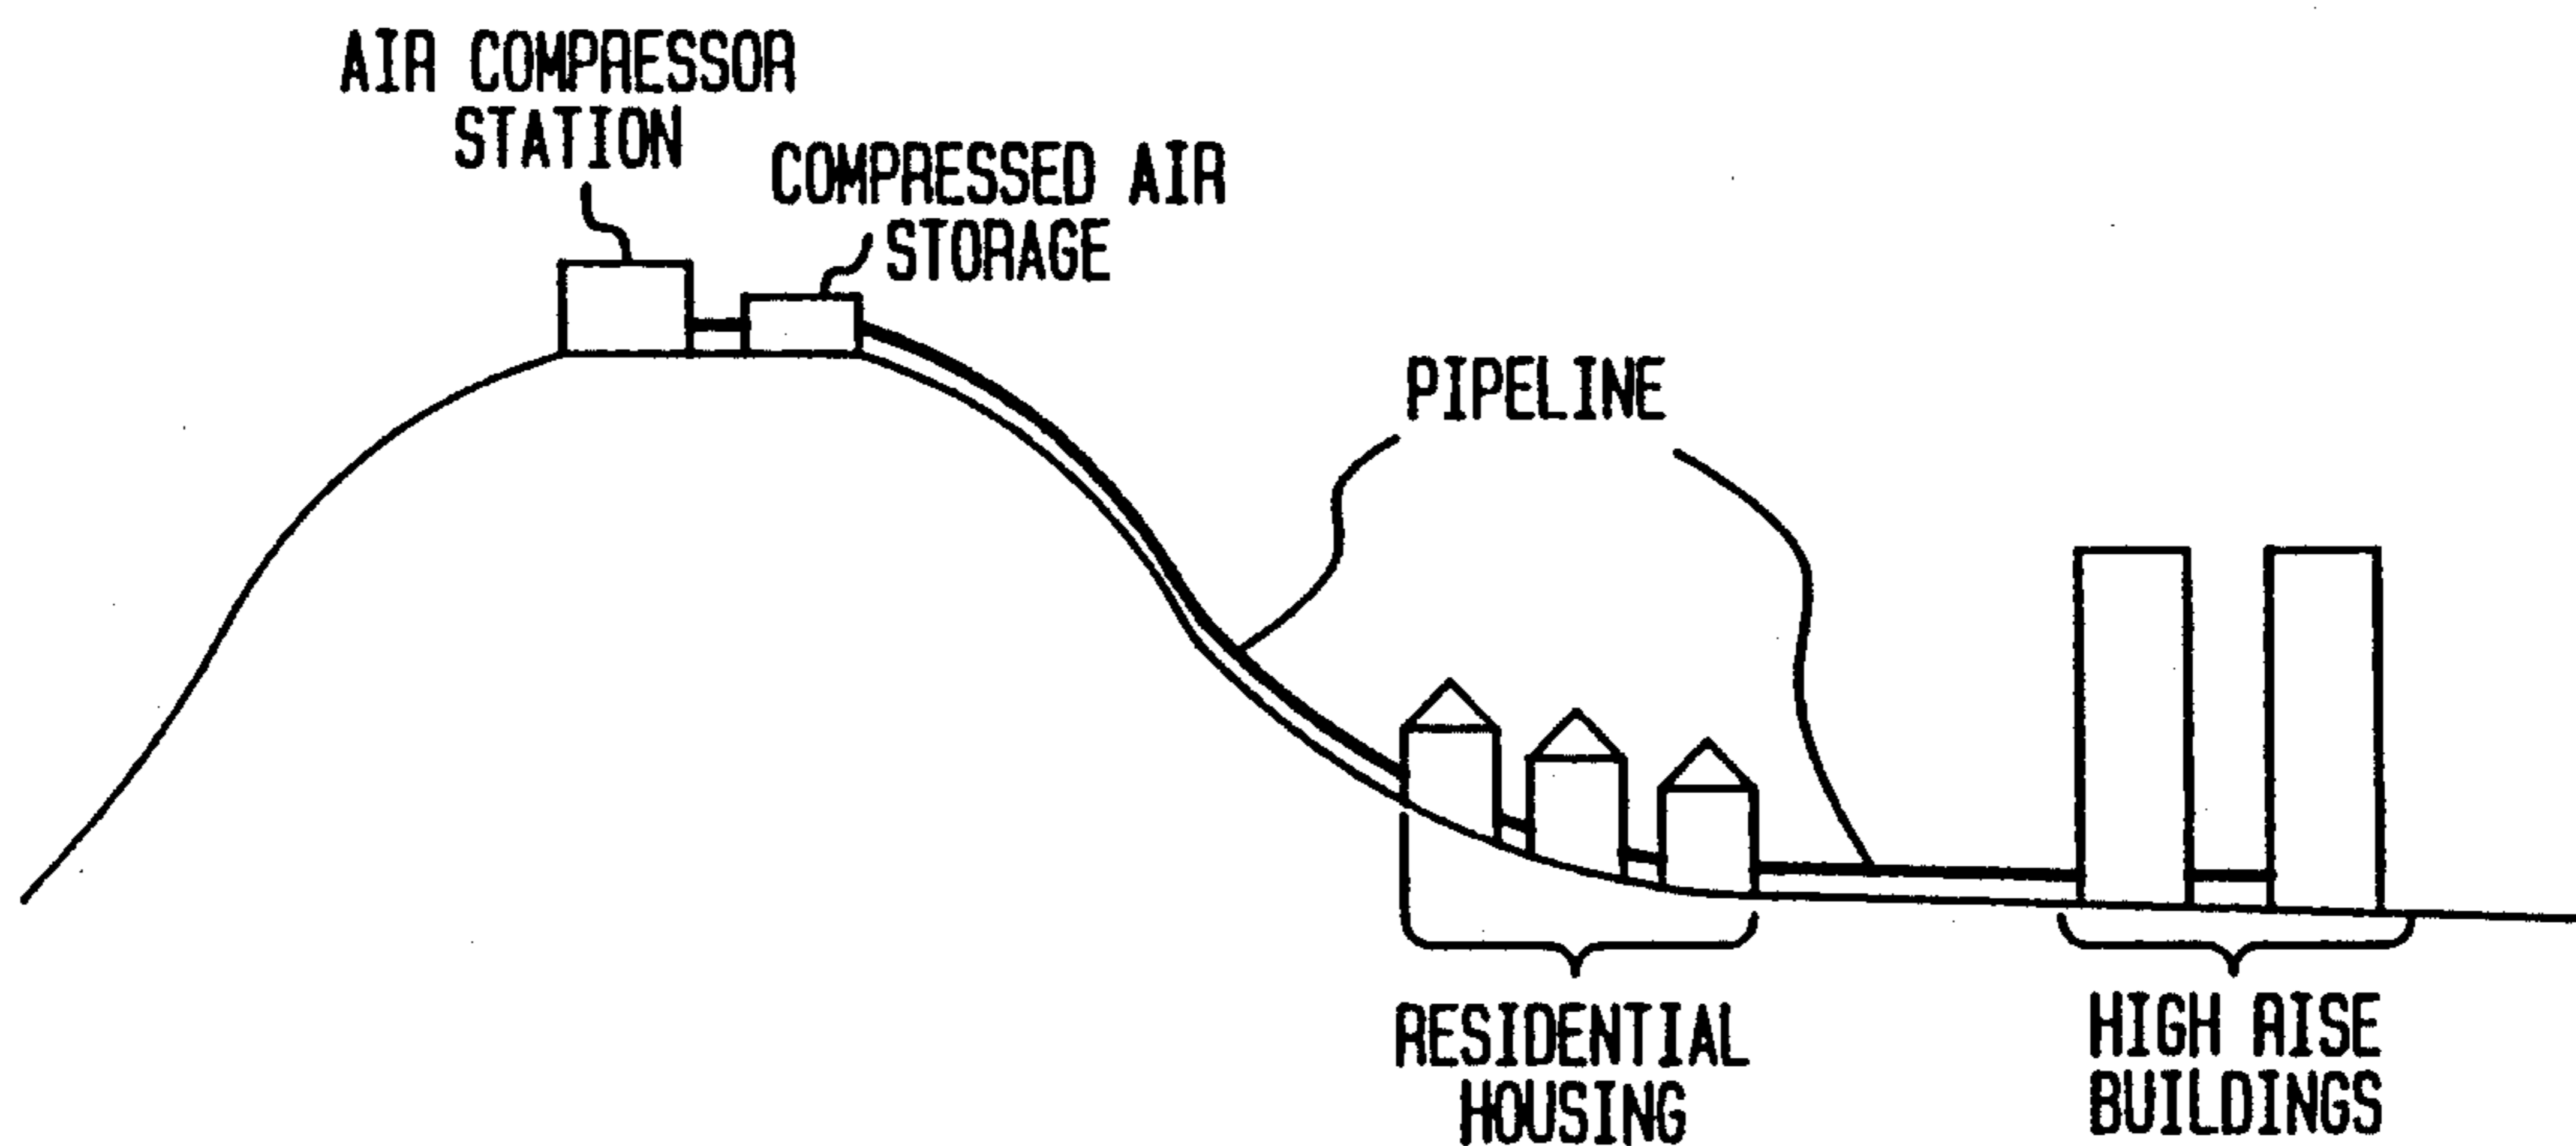 AIR COMPRESSOR
STATION
COMPRESSED AIR
STORAGE
PIPELINE
RESIDENTIAL
HOUSING
HIGH RISE
BUILDINGS